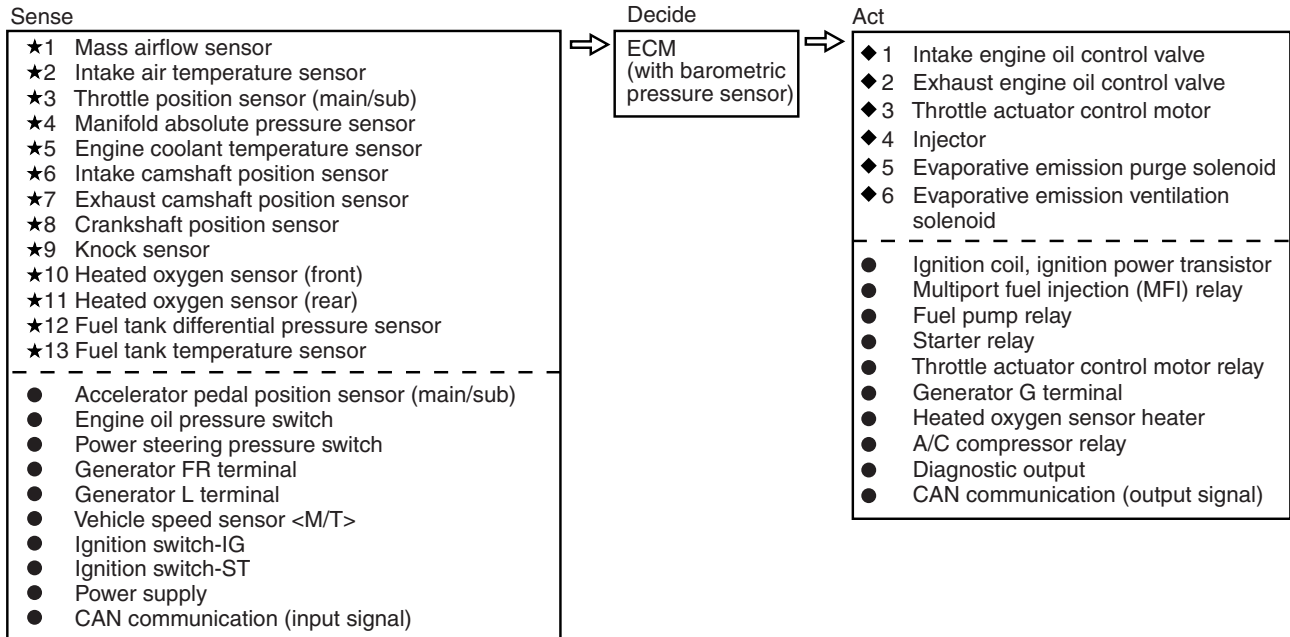 Sense
★1 Mass airflow sensor
★2 Intake air temperature sensor
★3 Throttle position sensor (main/sub)
★4 Manifold absolute pressure sensor
★5 Engine coolant temperature sensor
★6 Intake camshaft position sensor
★7 Exhaust camshaft position sensor
★8 Crankshaft position sensor
★9 Knock sensor
★10 Heated oxygen sensor (front)
★11 Heated oxygen sensor (rear)
★12 Fuel tank differential pressure sensor
★13 Fuel tank temperature sensor
● Accelerator pedal position sensor (main/sub)
● Engine oil pressure switch
● Power steering pressure switch
● Generator FR terminal
● Generator L terminal
● Vehicle speed sensor <M/T>
● Ignition switch-IG
● Ignition switch-ST
● Power supply
● CAN communication (input signal)
Decide
ECM
(with barometric
pressure sensor)
Act
◆1 Intake engine oil control valve
◆2 Exhaust engine oil control valve
◆3 Throttle actuator control motor
◆4 Injector
◆5 Evaporative emission purge solenoid
◆6 Evaporative emission ventilation
solenoid
● Ignition coil, ignition power transistor
● Multiport fuel injection (MFI) relay
● Fuel pump relay
● Starter relay
● Throttle actuator control motor relay
● Generator G terminal
● Heated oxygen sensor heater
● A/C compressor relay
● Diagnostic output
● CAN communication (output signal)